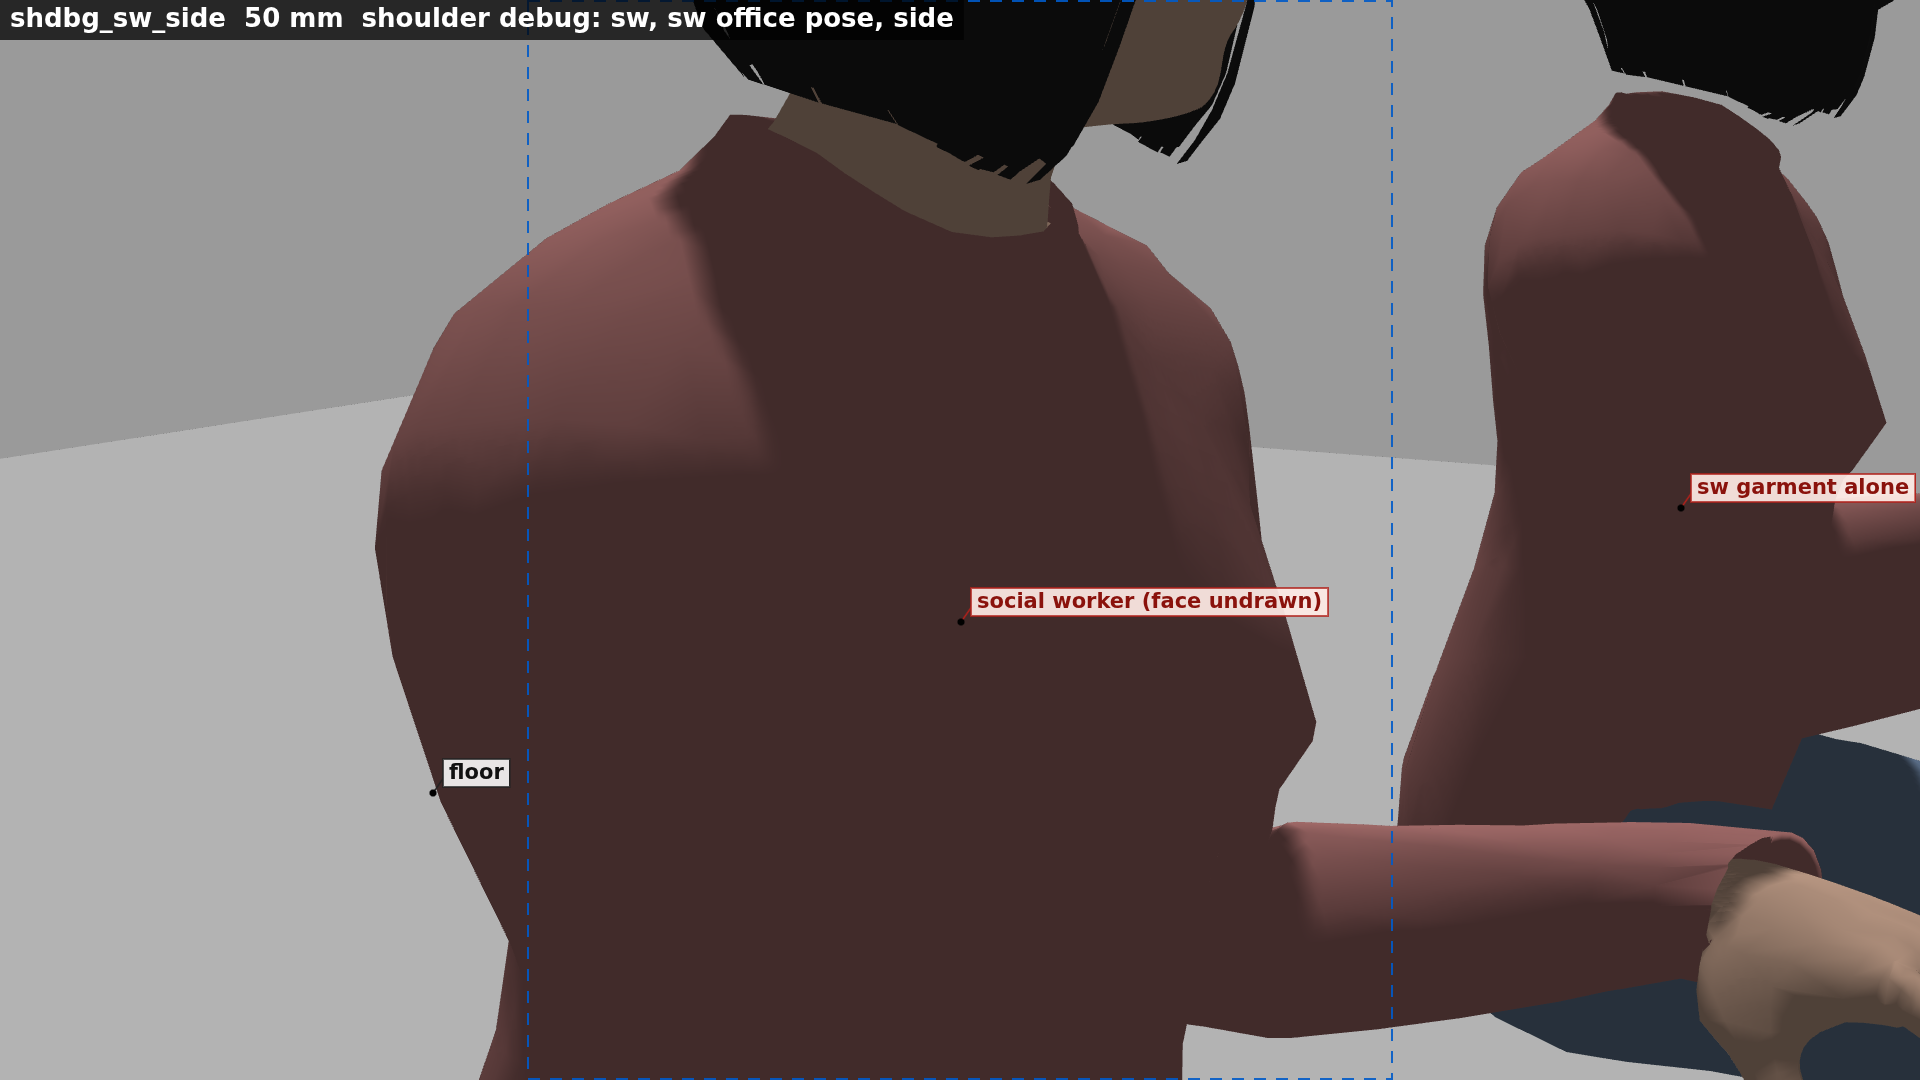 shdbg_sw_side  50 mm  shoulder debug: sw, sw office pose, side
sw garment alone
social worker (face undrawn)
floor